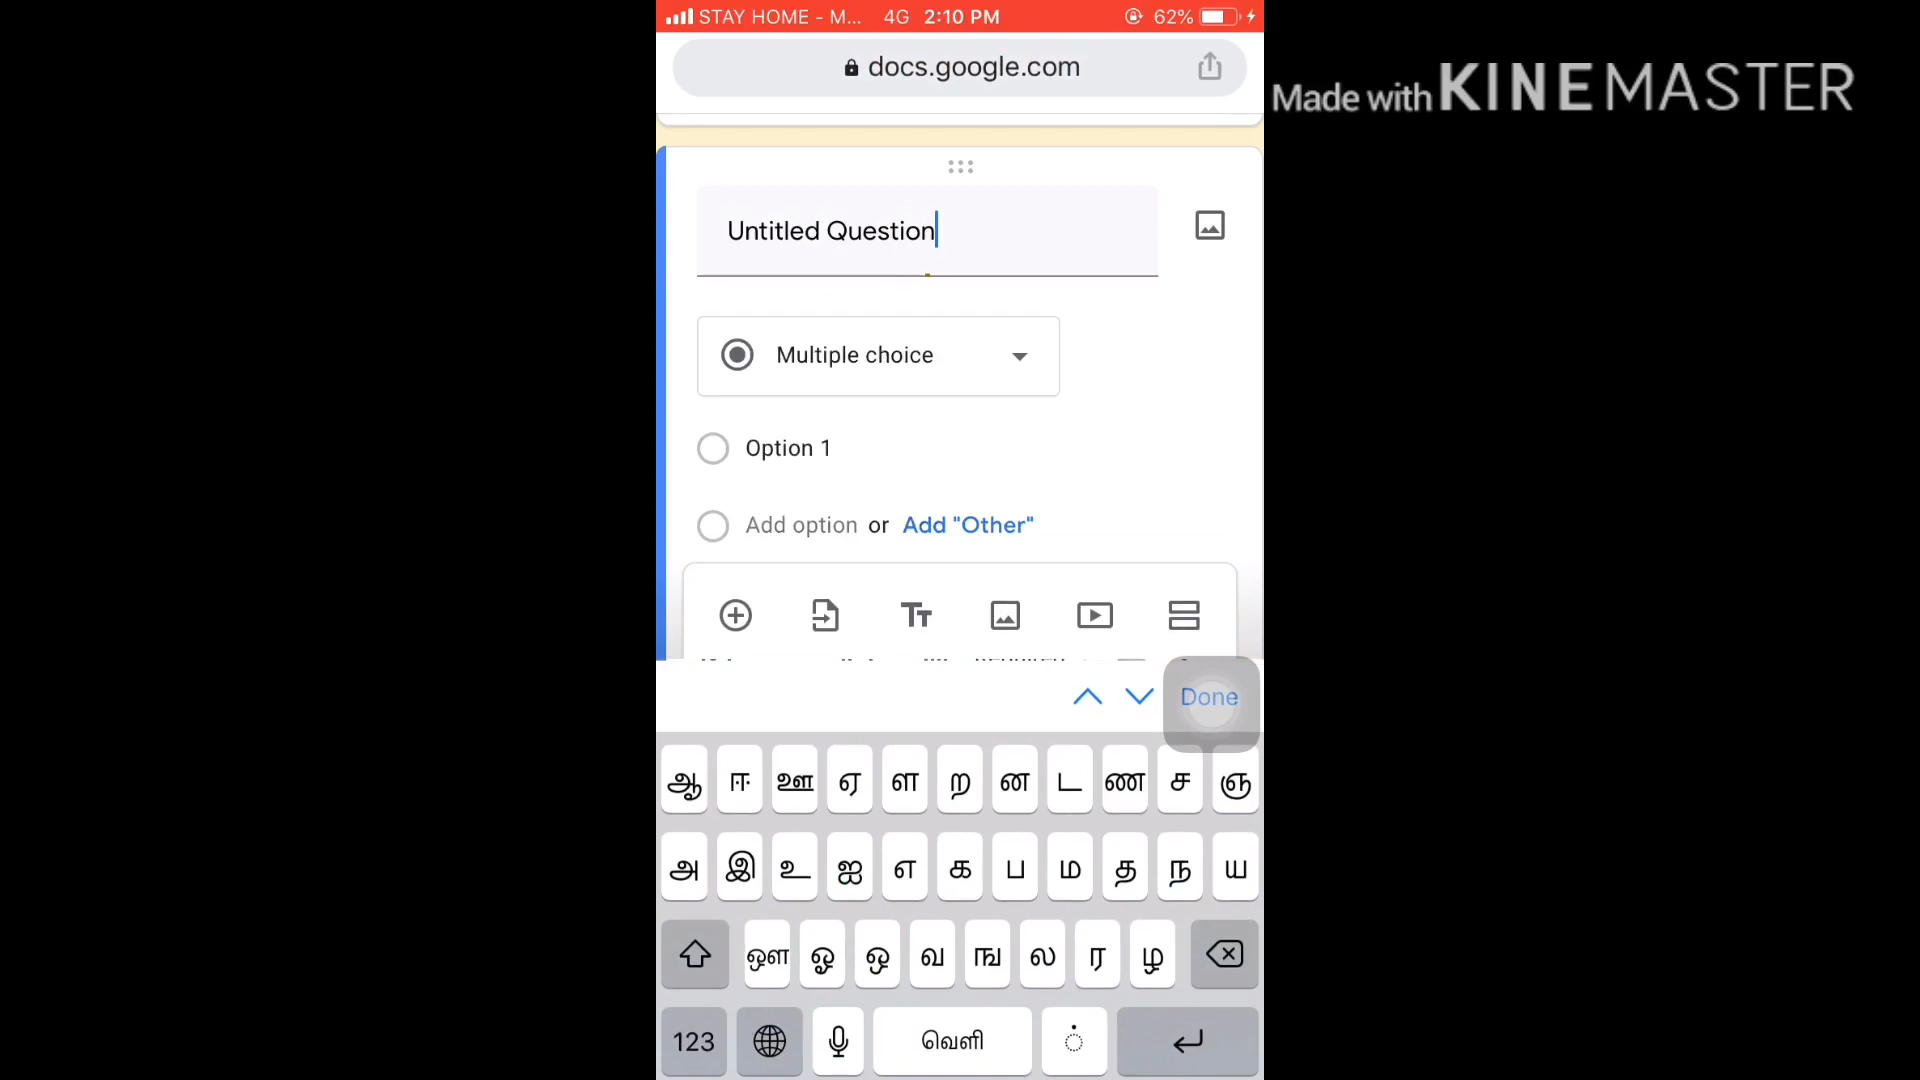 STAY HOME - M... 4G 2:10 PM 62%
docs.google.com
Made with KINEMASTER
Untitled Question
Multiple choice
Option 1
Add option or Add "Other"
Done
ஆ ஈ ஊ ஏ ள ற ன ட ண ச ஞ
அ இ உ ஐ எ க ப ம த ந ய
ஔ ஓ ஒ வ ங ல ர ழ
123 வெளி ்